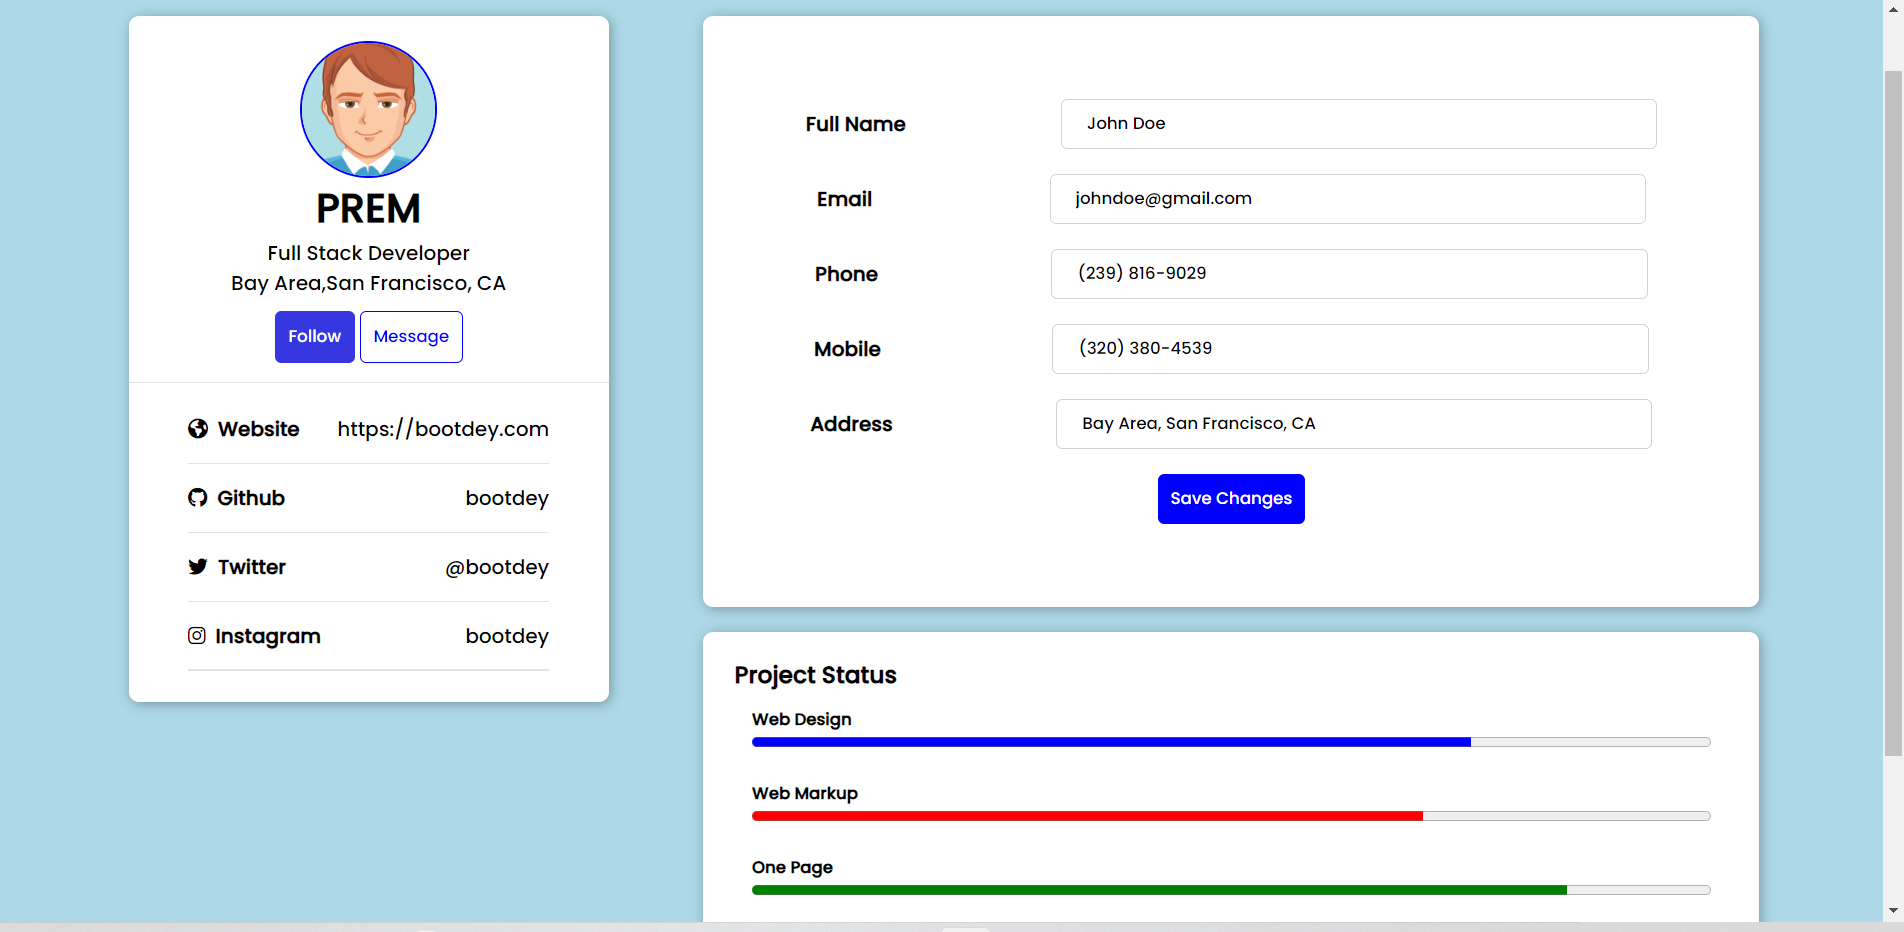 PREM
Full Stack Developer
Bay Area,San Francisco, CA
Follow Message
Website https://bootdey.com
Github bootdey
Twitter @bootdey
Instagram bootdey
Full Name John Doe
Email johndoe@gmail.com
Phone (239) 816-9029
Mobile (320) 380-4539
Address Bay Area, San Francisco, CA
Save Changes
Project Status
Web Design
Web Markup
One Page